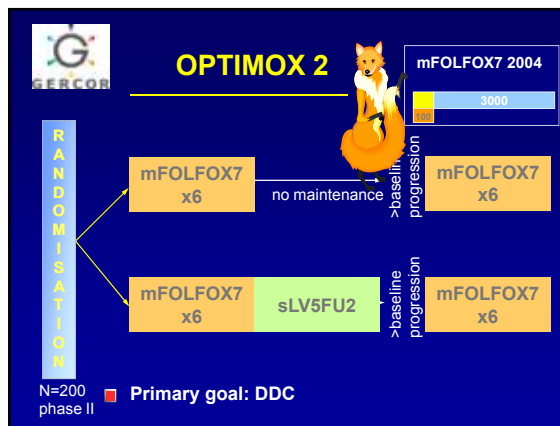 GERCOR
OPTIMOX 2
mFOLFOX7 2004
3000
100
RANDOMISATION
mFOLFOX7
x6
no maintenance
>baseline
progression
mFOLFOX7
x6
mFOLFOX7
x6
sLV5FU2
>baseline
progression
mFOLFOX7
x6
N=200
phase II
Primary goal: DDC